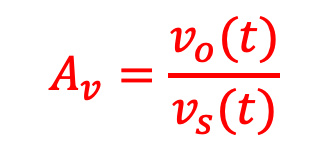 A_v = v_o(t) / v_s(t)